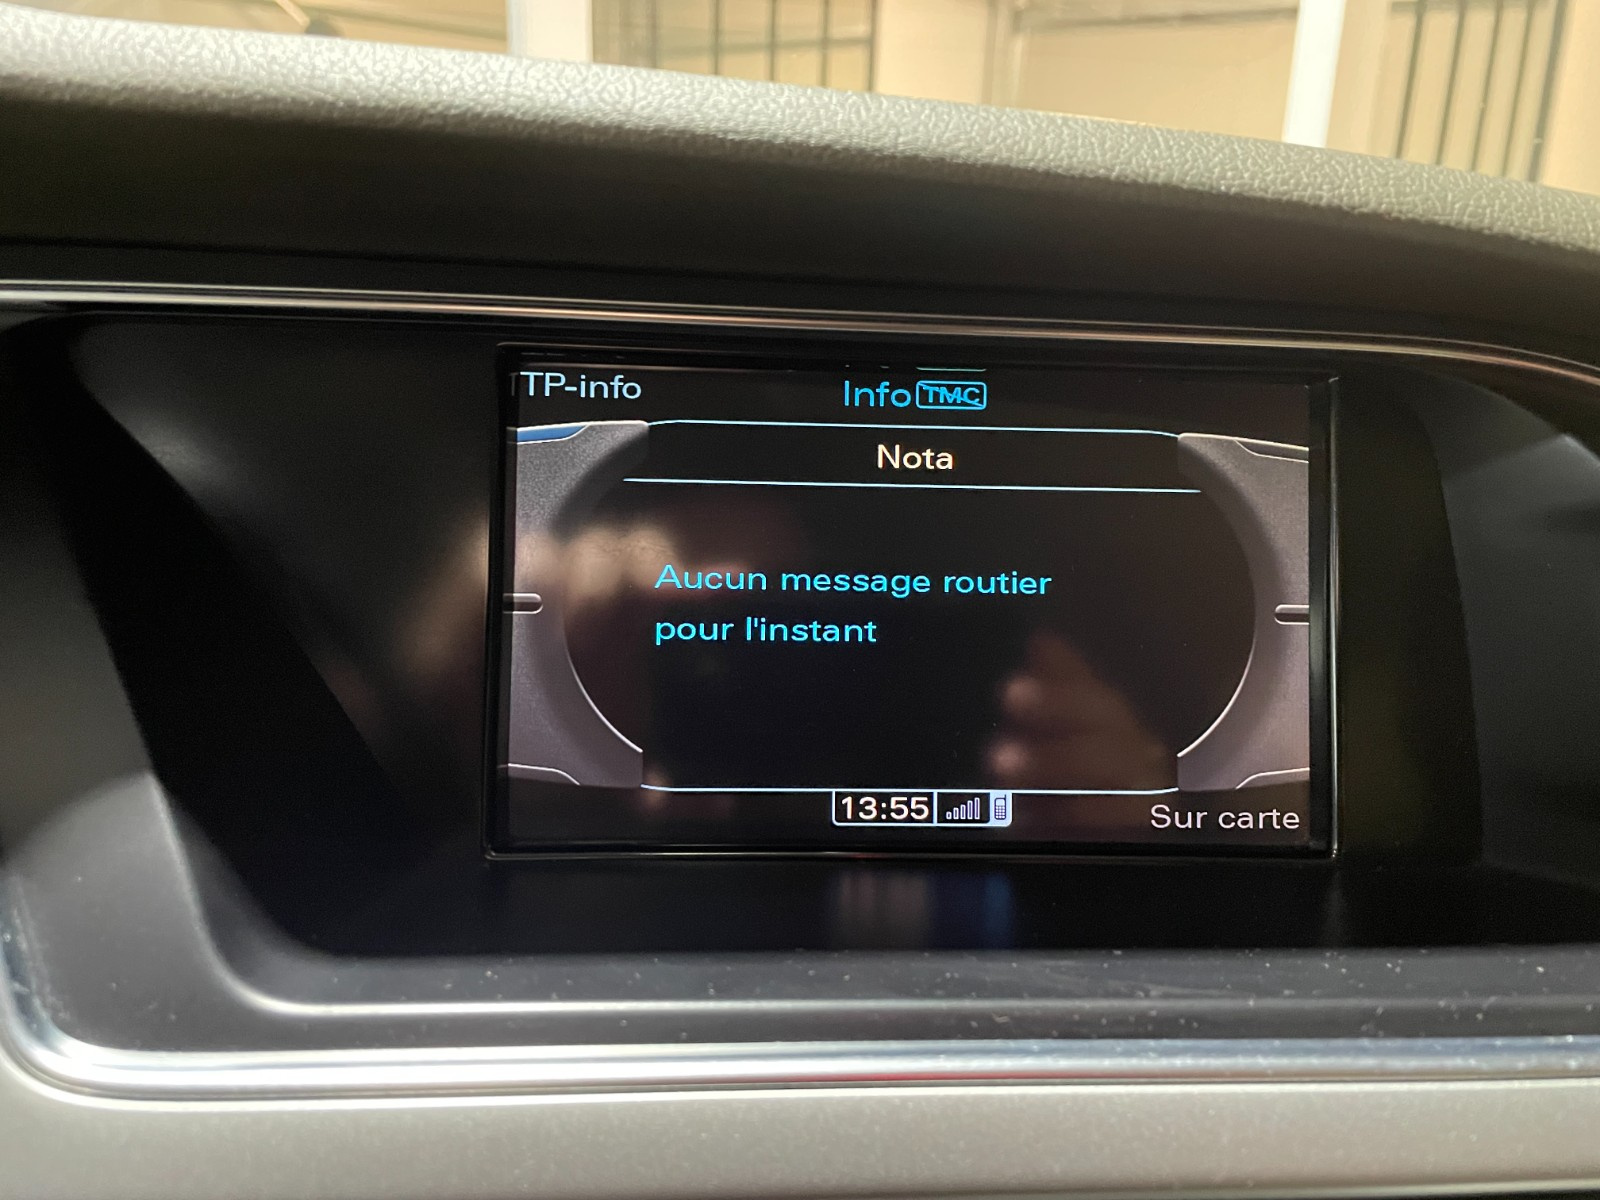 TP-info
Info TMC
Nota
Aucun message routier
pour l'instant
13:55
Sur carte